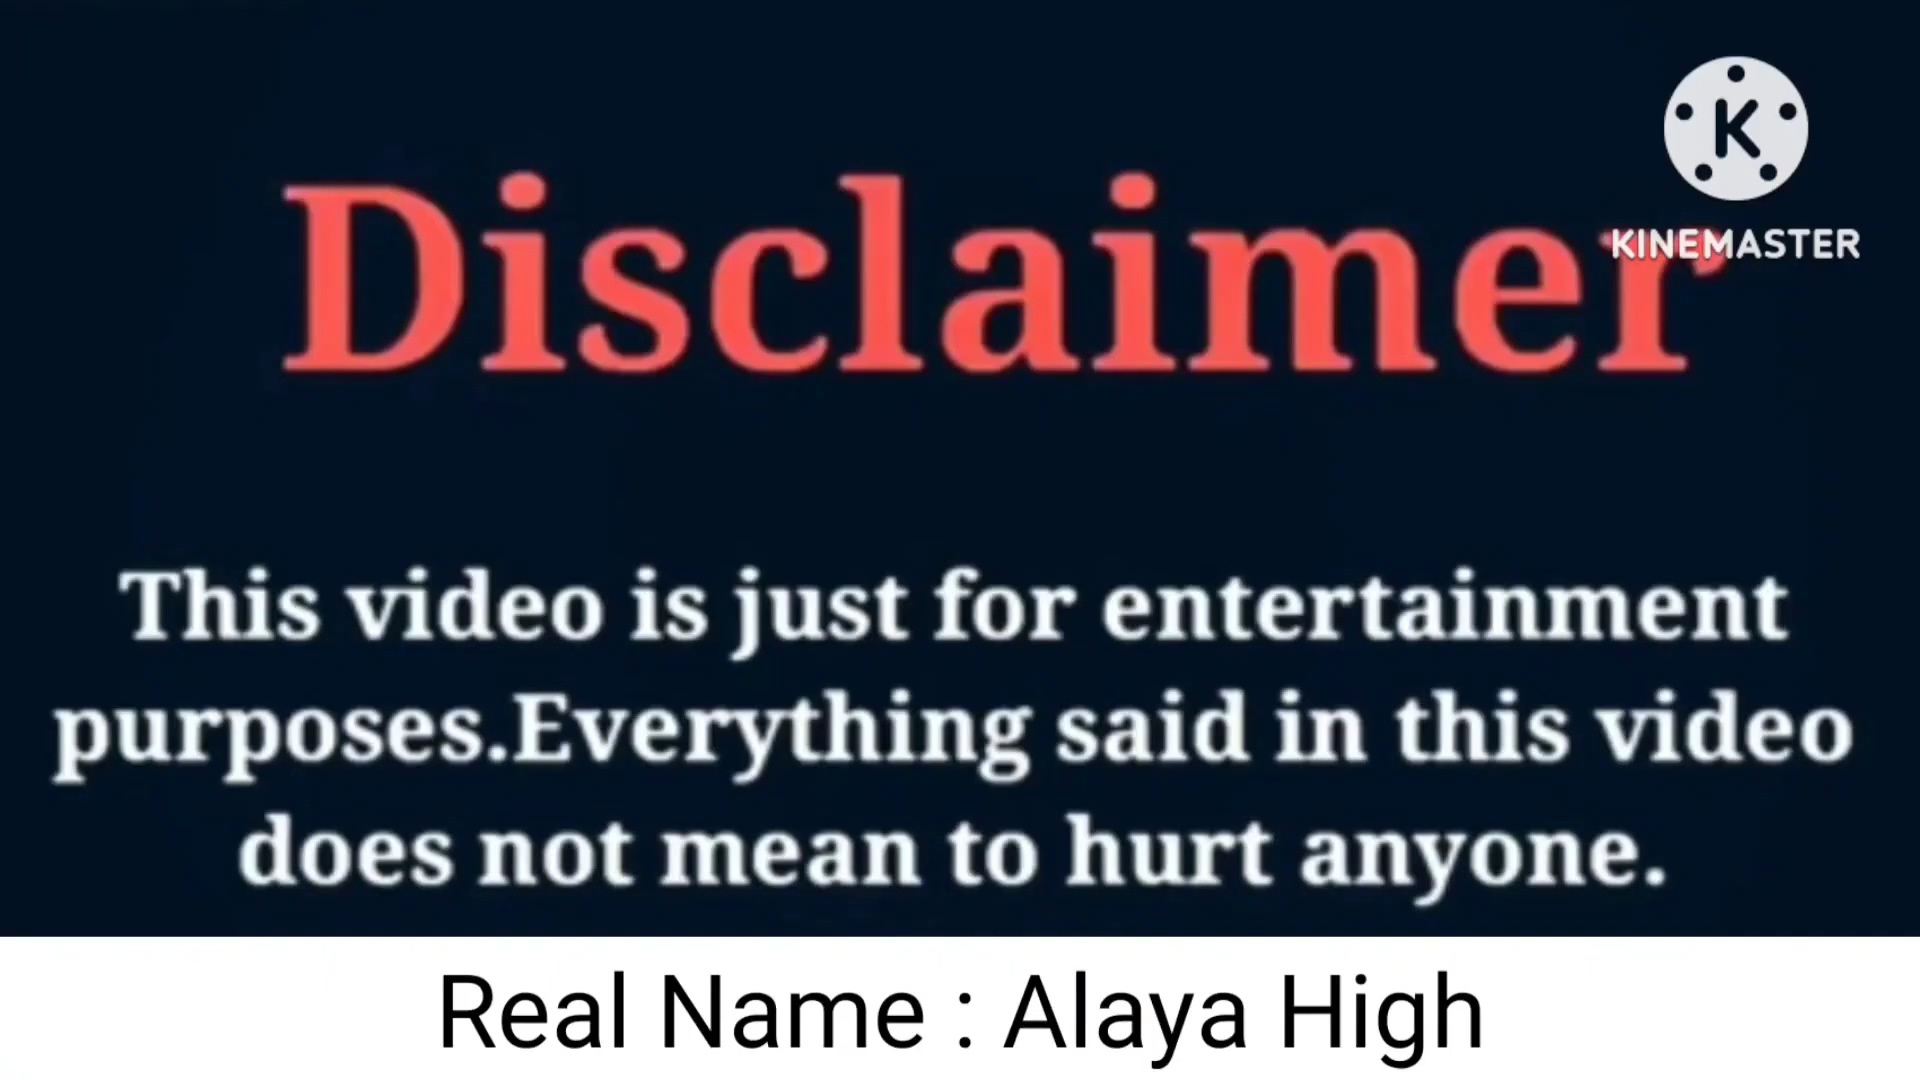 K
KINEMASTER
Disclaimer
This video is just for entertainment
purposes.Everything said in this video
does not mean to hurt anyone.
Real Name : Alaya High